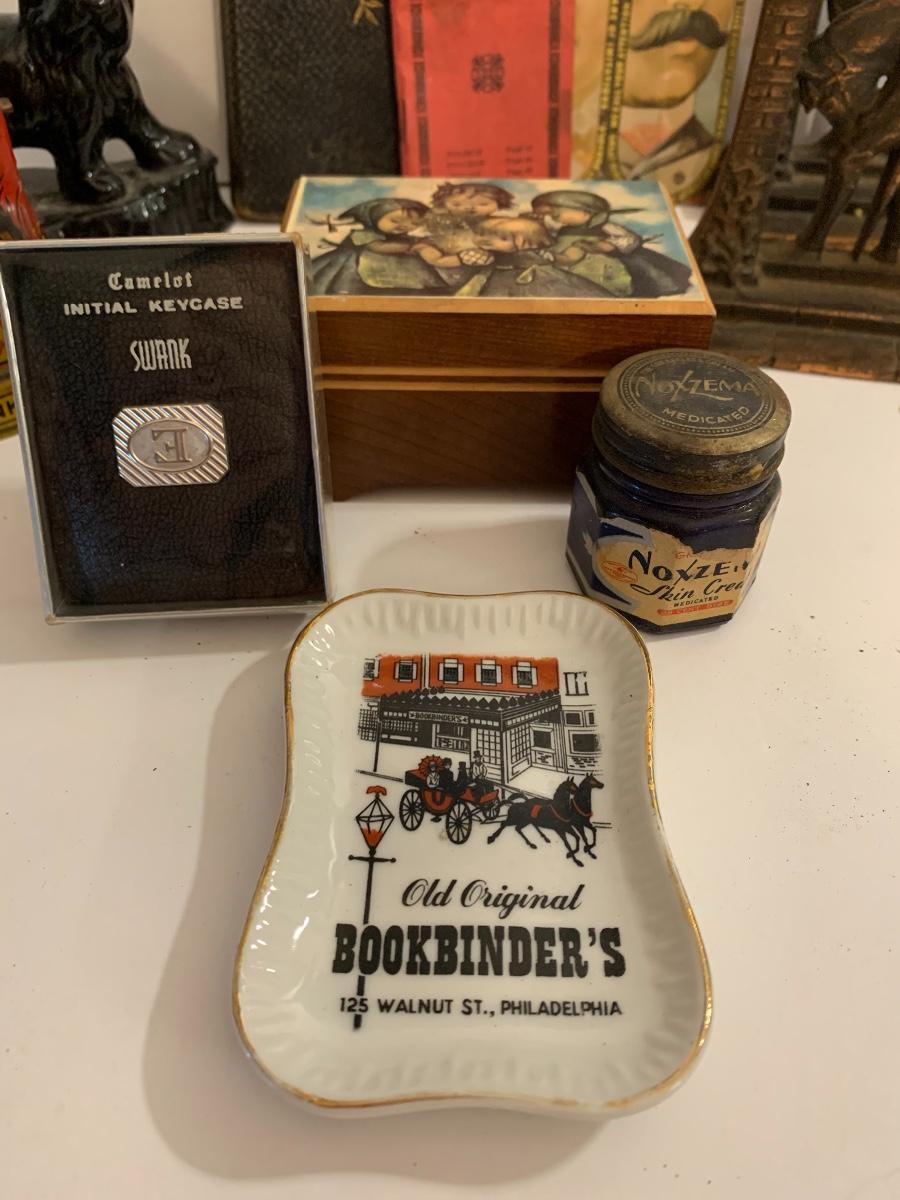 Camelot
INITIAL KEYCASE
SWANK
E
NOXZEMA
MEDICATED
NOXZE
Skin Crea
MEDICATED
BOOKBINDER'S
Old Original
BOOKBINDER'S
125 WALNUT ST., PHILADELPHIA